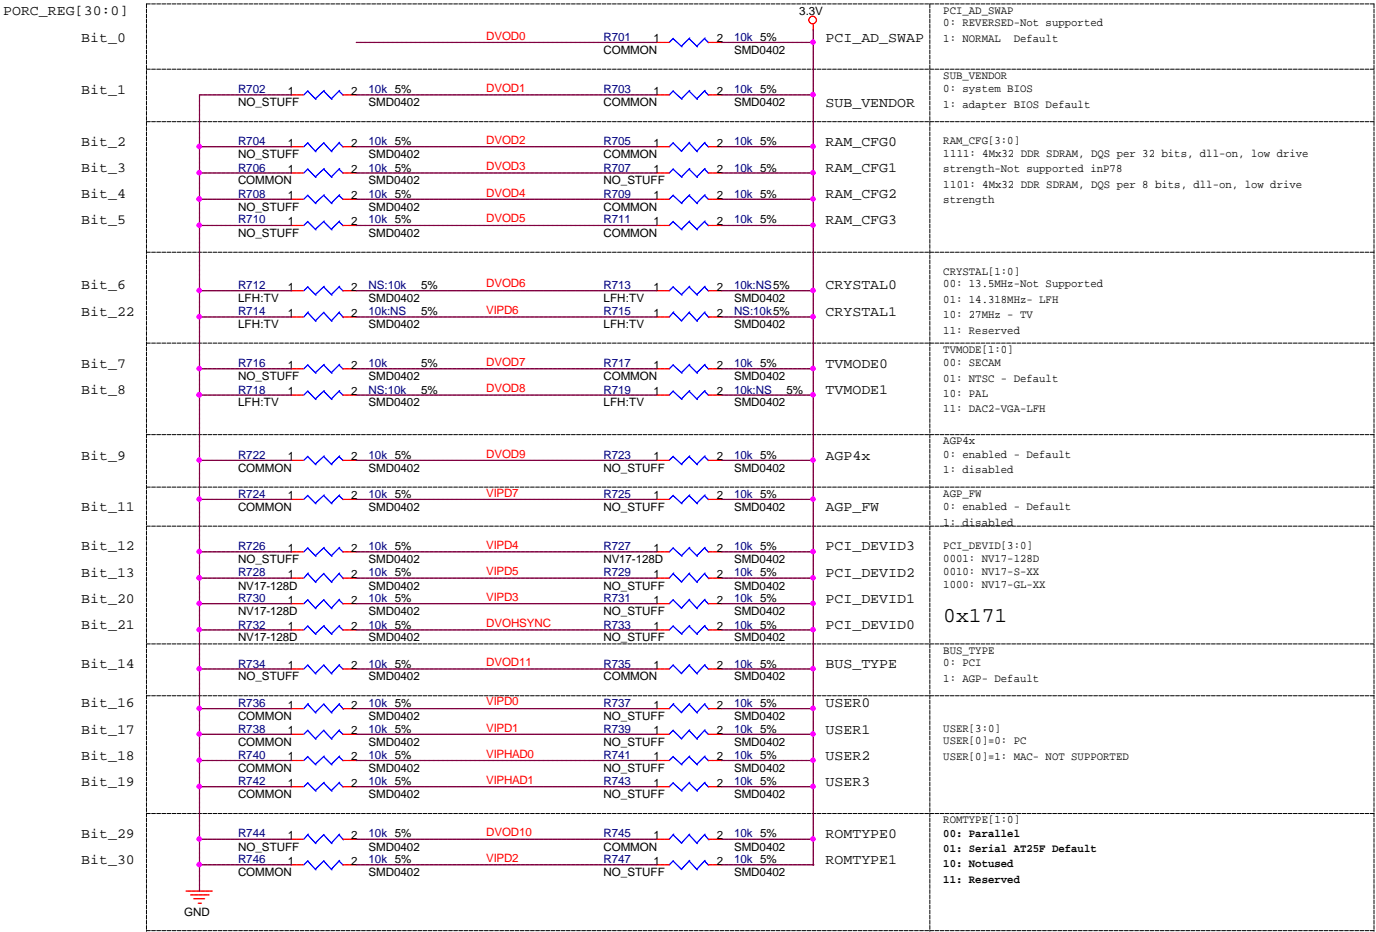 PORC_REG[30:0]
3.3V
PCI_AD_SWAP
0: REVERSED-Not supported
Bit_0 DVOD0 R701 1 2 10k 5% PCI_AD_SWAP 1: NORMAL Default
COMMON SMD0402
SUB_VENDOR
Bit_1 R702 1 2 10k 5% DVOD1 R703 1 2 10k 5% 0: system BIOS
NO_STUFF SMD0402 COMMON SMD0402 SUB_VENDOR 1: adapter BIOS Default
Bit_2 R704 1 2 10k 5% DVOD2 R705 1 2 10k 5% RAM_CFG0 RAM_CFG[3:0]
NO_STUFF COMMON 1111: 4Mx32 DDR SDRAM, DQS per 32 bits, dll-on, low drive
Bit_3 R706 1 2 10k 5% DVOD3 R707 1 2 10k 5% RAM_CFG1 strength-Not supported inP78
COMMON SMD0402 NO_STUFF
Bit_4 R708 1 2 10k 5% DVOD4 R709 1 2 10k 5% RAM_CFG2 1101: 4Mx32 DDR SDRAM, DQS per 8 bits, dll-on, low drive
NO_STUFF SMD0402 COMMON strength
Bit_5 R710 1 2 10k 5% DVOD5 R711 1 2 10k 5% RAM_CFG3
NO_STUFF SMD0402 COMMON
CRYSTAL[1:0]
Bit_6 R712 1 2 NS:10k 5% DVOD6 R713 1 2 10k:NS5% CRYSTAL0 00: 13.5MHz-Not Supported
LFH:TV SMD0402 LFH:TV SMD0402 01: 14.318MHz- LFH
Bit_22 R714 1 2 10k:NS 5% VIPD6 R715 1 2 NS:10k5% CRYSTAL1 10: 27MHz - TV
LFH:TV SMD0402 LFH:TV SMD0402 11: Reserved
TVMODE[1:0]
Bit_7 R716 1 2 10k 5% DVOD7 R717 1 2 10k 5% TVMODE0 00: SECAM
NO_STUFF SMD0402 COMMON SMD0402 01: NTSC - Default
Bit_8 R718 1 2 NS:10k 5% DVOD8 R719 1 2 10k:NS 5% TVMODE1 10: PAL
LFH:TV SMD0402 LFH:TV SMD0402 11: DAC2-VGA-LFH
AGP4x
Bit_9 R722 1 2 10k 5% DVOD9 R723 1 2 10k 5% AGP4x 0: enabled - Default
COMMON SMD0402 NO_STUFF SMD0402 1: disabled
R724 1 2 10k 5% VIPD7 R725 1 2 10k 5% AGP_FW
Bit_11 COMMON SMD0402 NO_STUFF SMD0402 AGP_FW 0: enabled - Default
1: disabled
Bit_12 R726 1 2 10k 5% VIPD4 R727 1 2 10k 5% PCI_DEVID3 PCI_DEVID[3:0]
NO_STUFF SMD0402 NV17-128D SMD0402 0001: NV17-128D
Bit_13 R728 1 2 10k 5% VIPD5 R729 1 2 10k 5% PCI_DEVID2 0010: NV17-S-XX
NV17-128D SMD0402 NO_STUFF SMD0402 1000: NV17-GL-XX
Bit_20 R730 1 2 10k 5% VIPD3 R731 1 2 10k 5% PCI_DEVID1
NV17-128D SMD0402 NO_STUFF SMD0402 0x171
Bit_21 R732 1 2 10k 5% DVOHSYNC R733 1 2 10k 5% PCI_DEVID0
NV17-128D SMD0402 NO_STUFF SMD0402
BUS_TYPE
Bit_14 R734 1 2 10k 5% DVOD11 R735 1 2 10k 5% BUS_TYPE 0: PCI
NO_STUFF SMD0402 COMMON SMD0402 1: AGP- Default
Bit_16 R736 1 2 10k 5% VIPD0 R737 1 2 10k 5% USER0
COMMON SMD0402 NO_STUFF SMD0402
Bit_17 R738 1 2 10k 5% VIPD1 R739 1 2 10k 5% USER1 USER[3:0]
COMMON SMD0402 NO_STUFF SMD0402 USER[0]=0: PC
Bit_18 R740 1 2 10k 5% VIPHAD0 R741 1 2 10k 5% USER2 USER[0]=1: MAC- NOT SUPPORTED
COMMON SMD0402 NO_STUFF SMD0402
Bit_19 R742 1 2 10k 5% VIPHAD1 R743 1 2 10k 5% USER3
COMMON SMD0402 NO_STUFF SMD0402
ROMTYPE[1:0]
Bit_29 R744 1 2 10k 5% DVOD10 R745 1 2 10k 5% ROMTYPE0 00: Parallel
NO_STUFF SMD0402 COMMON SMD0402 01: Serial AT25F Default
Bit_30 R746 1 2 10k 5% VIPD2 R747 1 2 10k 5% ROMTYPE1 10: Notused
COMMON SMD0402 NO_STUFF SMD0402 11: Reserved
GND